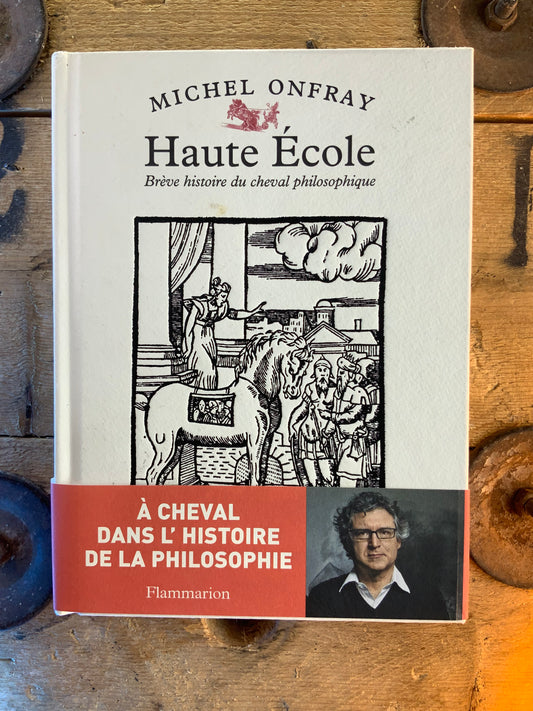 MICHEL ONFRAY
Haute École
Brève histoire du cheval philosophique
À CHEVAL
DANS L' HISTOIRE
DE LA PHILOSOPHIE
Flammarion